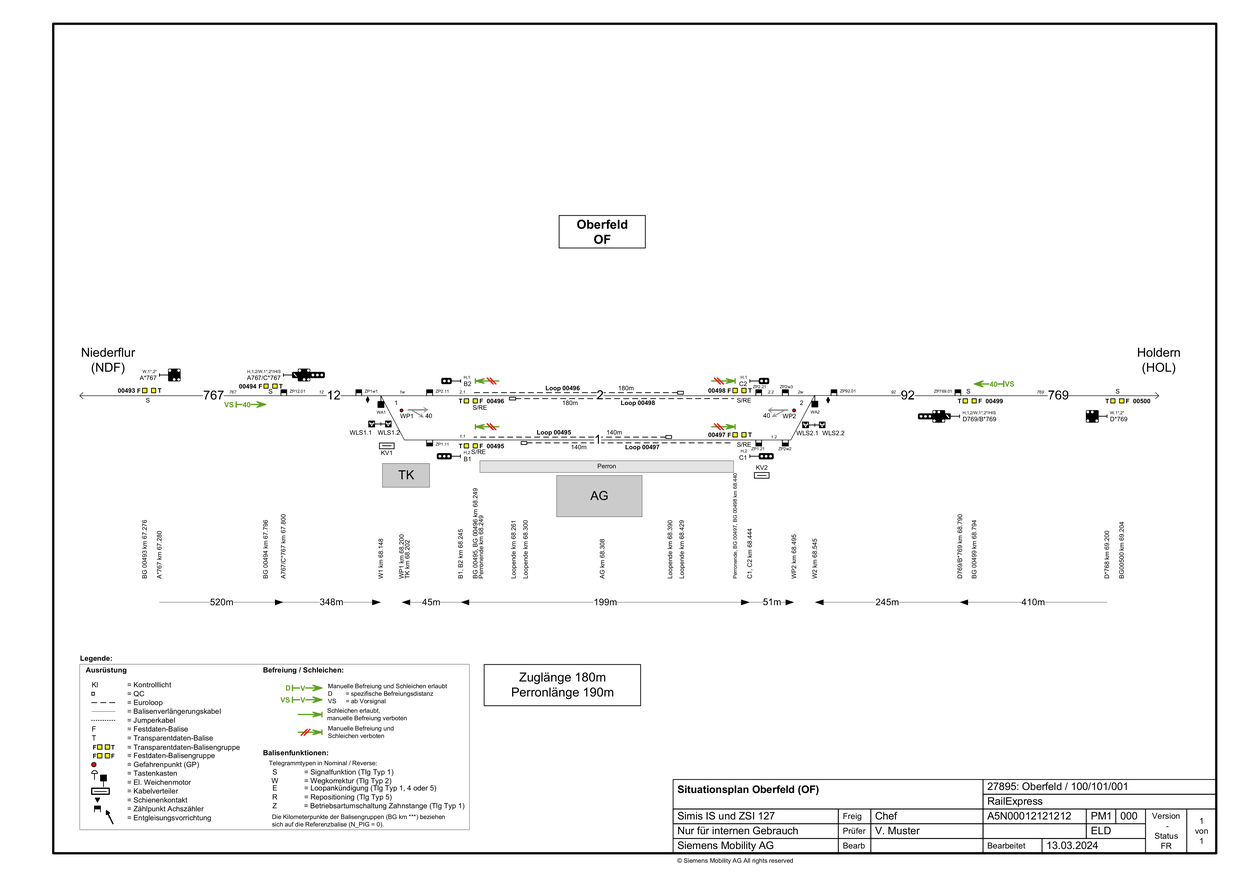 Oberfeld
OF
Niederflur
(NDF)
Holdern
(HOL)
W,1*,2*
A*767
00493 F T
S
767
767
VS 40
H,1,2/W,1*,2*/H/S
A767/C*767
00494 F T
S
ZP12.01
12
12
ZP1w1
1w
WA1
1
WP1
40
WLS1.1
WLS1.2
KV1
TK
ZP2.11
2.1
H,1
B2
T F 00496
S/RE
Loop 00496
180m
2
180m
Loop 00498
H,1
C2
00498 F T
S/RE
ZP2.21
2.2
ZP2w3
2w
2
WP2
40
WA2
WLS2.1
WLS2.2
ZP92.01
92
92
ZP769.01
769
769
40 VS
S
T F 00499
H,1,2/W,1*,2*/H/S
D769/B*769
S
T F 00500
W,1*,2*
D*769
ZP1.11
1.1
H,2
B1
T F 00495
S/RE
Loop 00495
140m
1
140m
Loop 00497
00497 F T
S/RE
H,2
C1
ZP1.21
1.2
ZP2w2
KV2
Perron
AG
BG 00493 km 67.276
A*767 km 67.280
BG 00494 km 67.796
A767/C*767 km 67.800
W1 km 68.148
WP1 km 68.200
TK km 68.202
B1, B2 km 68.245
BG 00495, BG 00496 km 68.249
Perronende km 68.249
Loopende km 68.261
Loopende km 68.300
AG km 68.308
Loopende km 68.390
Loopende km 68.429
Perronende, BG 00497, BG 00498 km 68.440
C1, C2 km 68.444
WP2 km 68.495
W2 km 68.545
D769/B*769 km 68.790
BG 00499 km 68.794
D*768 km 69.200
BG00500 km 69.204
520m
348m
45m
199m
51m
245m
410m
Legende:
Ausrüstung
Kl = Kontrolllicht
= QC
= Euroloop
= Balisenverlängerungskabel
= Jumperkabel
F = Festdaten-Balise
T = Transparentdaten-Balise
F T = Transparentdaten-Balisengruppe
F F = Festdaten-Balisengruppe
= Gefahrenpunkt (GP)
= Tastenkasten
= El. Weichenmotor
= Kabelverteiler
= Schienenkontakt
= Zählpunkt Achszähler
= Entgleisungsvorrichtung
Befreiung / Schleichen:
D V Manuelle Befreiung und Schleichen erlaubt
D = spezifische Befreiungsdistanz
VS V VS = ab Vorsignal
Schleichen erlaubt,
manuelle Befreiung verboten
Manuelle Befreiung und
Schleichen verboten
Balisenfunktionen:
Telegrammtypen in Nominal / Reverse:
S = Signalfunktion (Tlg Typ 1)
W = Wegkorrektur (Tlg Typ 2)
E = Loopankündigung (Tlg Typ 1, 4 oder 5)
R = Repositioning (Tlg Typ 5)
Z = Betriebsartumschaltung Zahnstange (Tlg Typ 1)
Die Kilometerpunkte der Balisengruppen (BG km ***) beziehen
sich auf die Referenzbalise (N_PIG = 0).
Zuglänge 180m
Perronlänge 190m
Situationsplan Oberfeld (OF)
27895: Oberfeld / 100/101/001
RailExpress
Simis IS und ZSI 127
Freig
Chef
A5N00012121212
PM1
000
Nur für internen Gebrauch
Prüfer
V. Muster
ELD
Siemens Mobility AG
Bearb
Bearbeitet
13.03.2024
Version
-
Status
FR
1
von
1
© Siemens Mobility AG All rights reserved